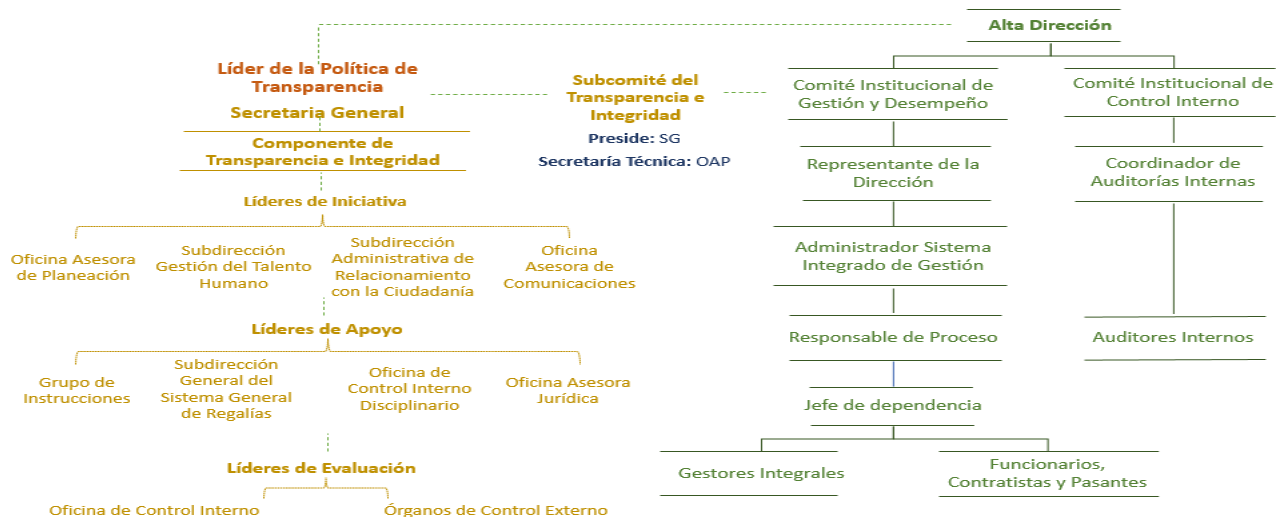 Alta Dirección
Líder de la Política de
Transparencia
Secretaria General
Componente de
Transparencia e Integridad
Subcomité del
Transparencia e
Integridad
Preside: SG
Secretaría Técnica: OAP
Comité Institucional de
Gestión y Desempeño
Comité Institucional de
Control Interno
Representante de la
Dirección
Coordinador de
Auditorías Internas
Líderes de Iniciativa
Oficina Asesora
de Planeación
Subdirección
Gestión del Talento
Humano
Subdirección
Administrativa de
Relacionamiento
con la Ciudadanía
Oficina
Asesora de
Comunicaciones
Administrador Sistema
Integrado de Gestión
Líderes de Apoyo
Grupo de
Instrucciones
Subdirección
General del
Sistema General
de Regalías
Oficina de
Control Interno
Disciplinario
Oficina Asesora
Jurídica
Responsable de Proceso
Auditores Internos
Jefe de dependencia
Líderes de Evaluación
Oficina de Control Interno
Órganos de Control Externo
Gestores Integrales
Funcionarios,
Contratistas y Pasantes